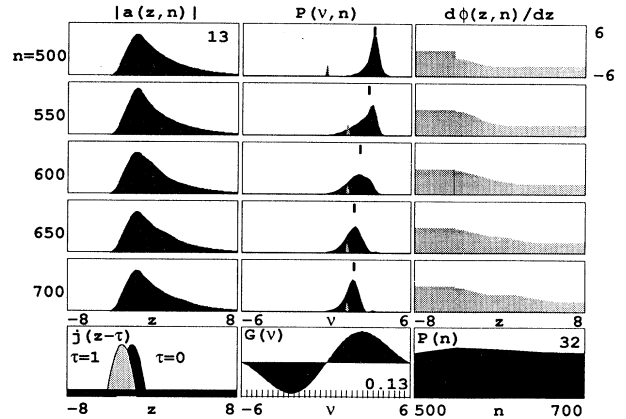 |a(z,n)| P(ν,n) dϕ(z,n)/dz
n=500 13 6
-6
550
600
650
700
-8 z 8 -6 ν 6 -8 z 8
j(z-τ) G(ν) P(n) 32
τ=1 τ=0
0.13
-8 z 8 -6 ν 6 500 n 700